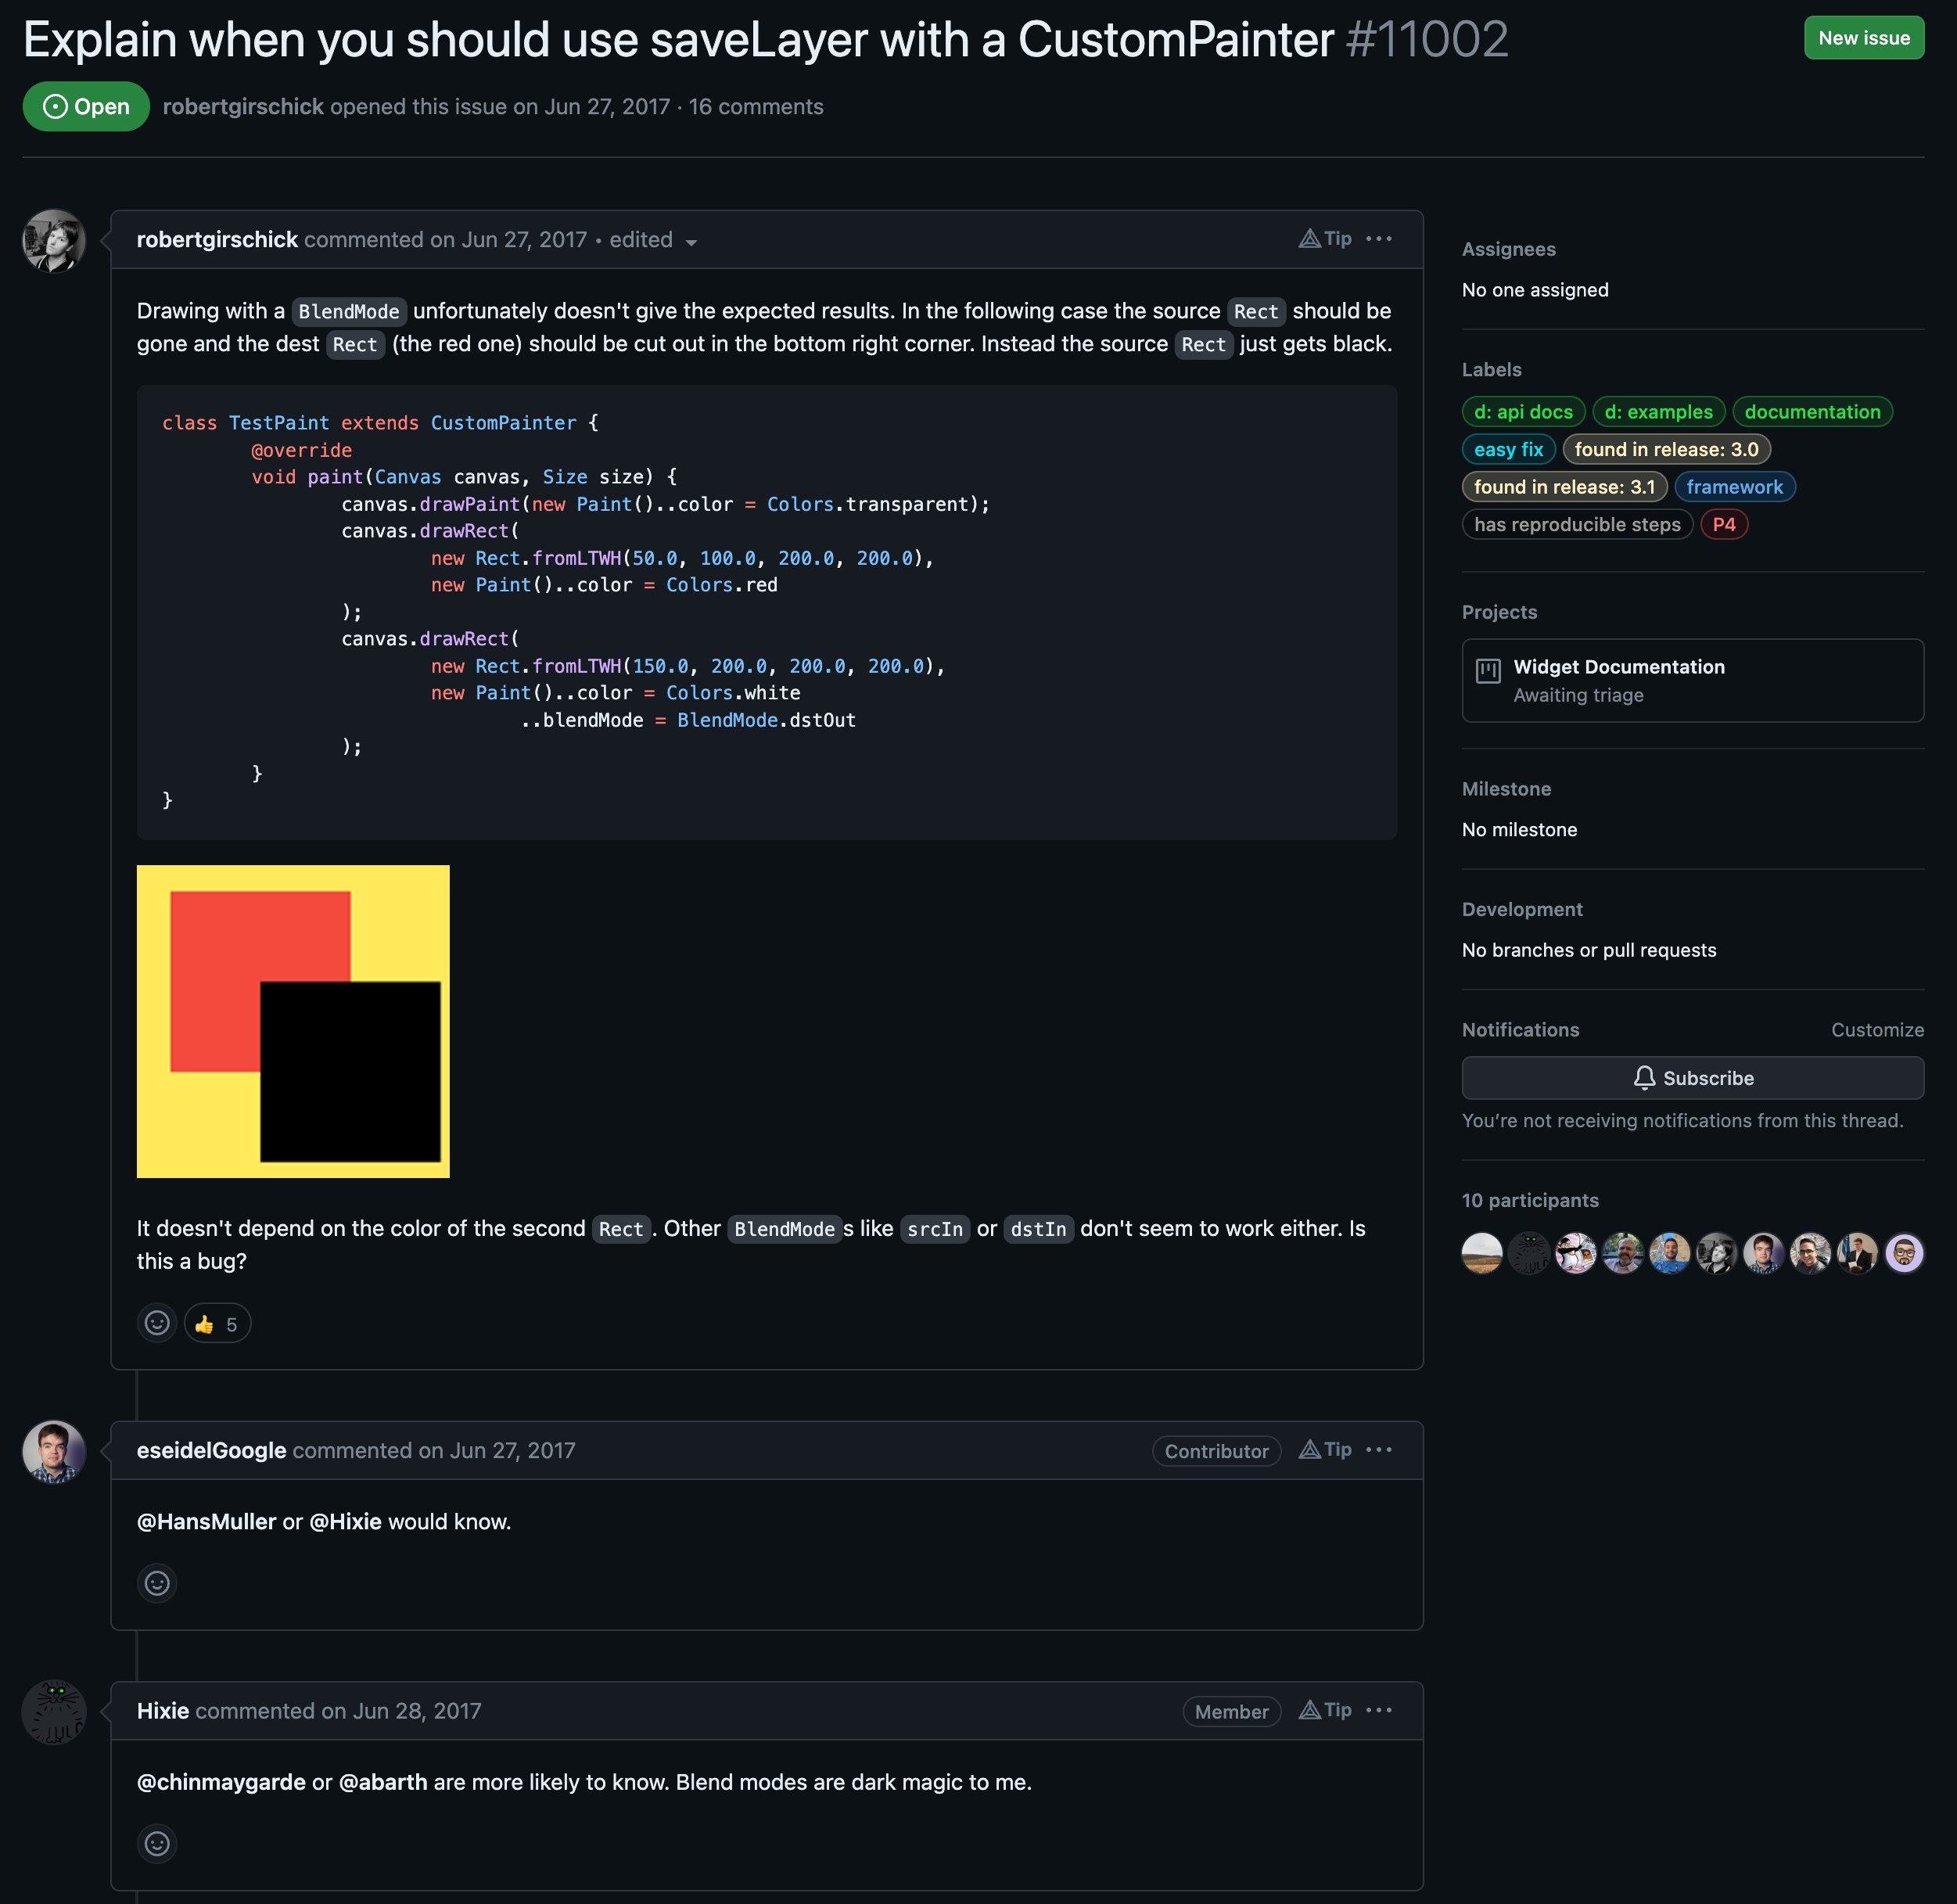 Explain when you should use saveLayer with a CustomPainter #11002
New issue
Open
robertgirschick opened this issue on Jun 27, 2017 · 16 comments
robertgirschick commented on Jun 27, 2017 • edited
Tip
Drawing with a BlendMode unfortunately doesn't give the expected results. In the following case the source Rect should be
gone and the dest Rect (the red one) should be cut out in the bottom right corner. Instead the source Rect just gets black.
class TestPaint extends CustomPainter {
        @override
        void paint(Canvas canvas, Size size) {
                canvas.drawPaint(new Paint()..color = Colors.transparent);
                canvas.drawRect(
                        new Rect.fromLTWH(50.0, 100.0, 200.0, 200.0),
                        new Paint()..color = Colors.red
                );
                canvas.drawRect(
                        new Rect.fromLTWH(150.0, 200.0, 200.0, 200.0),
                        new Paint()..color = Colors.white
                                ..blendMode = BlendMode.dstOut
                );
        }
}
It doesn't depend on the color of the second Rect. Other BlendModes like srcIn or dstIn don't seem to work either. Is
this a bug?
👍 5
eseidelGoogle commented on Jun 27, 2017
Contributor
Tip
@HansMuller or @Hixie would know.
Hixie commented on Jun 28, 2017
Member
Tip
@chinmaygarde or @abarth are more likely to know. Blend modes are dark magic to me.
Assignees
No one assigned
Labels
d: api docs d: examples documentation
easy fix found in release: 3.0
found in release: 3.1 framework
has reproducible steps P4
Projects
Widget Documentation
Awaiting triage
Milestone
No milestone
Development
No branches or pull requests
Notifications Customize
Subscribe
You're not receiving notifications from this thread.
10 participants